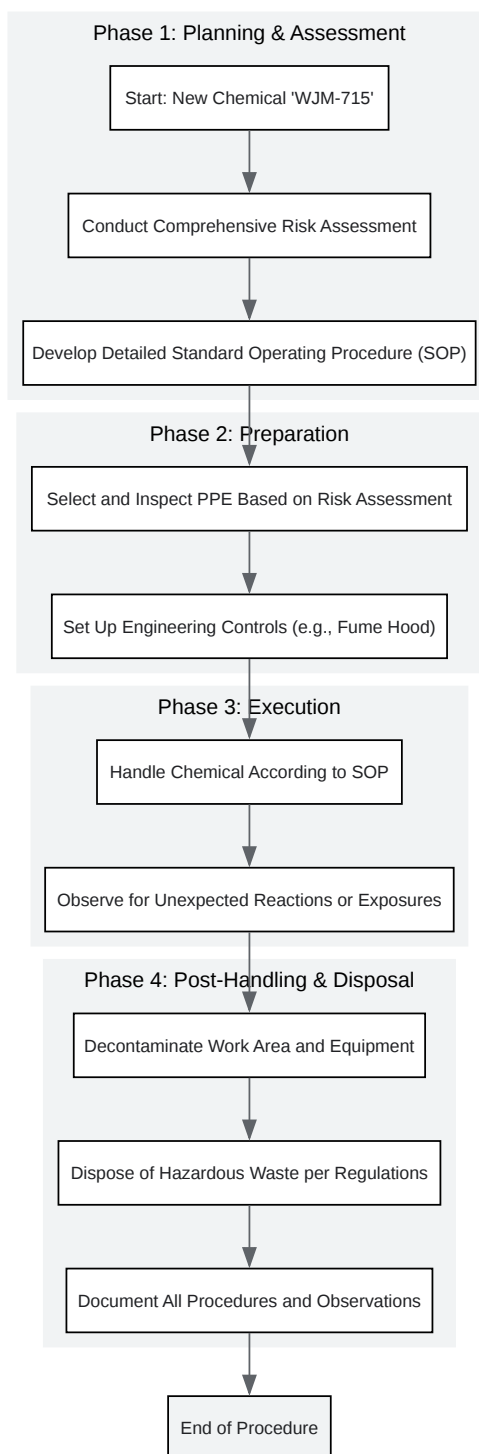 Phase 1: Planning & Assessment
Start: New Chemical 'WJM-715'
Conduct Comprehensive Risk Assessment
Develop Detailed Standard Operating Procedure (SOP)
Phase 2: Preparation
Select and Inspect PPE Based on Risk Assessment
Set Up Engineering Controls (e.g., Fume Hood)
Phase 3: Execution
Handle Chemical According to SOP
Observe for Unexpected Reactions or Exposures
Phase 4: Post-Handling & Disposal
Decontaminate Work Area and Equipment
Dispose of Hazardous Waste per Regulations
Document All Procedures and Observations
End of Procedure